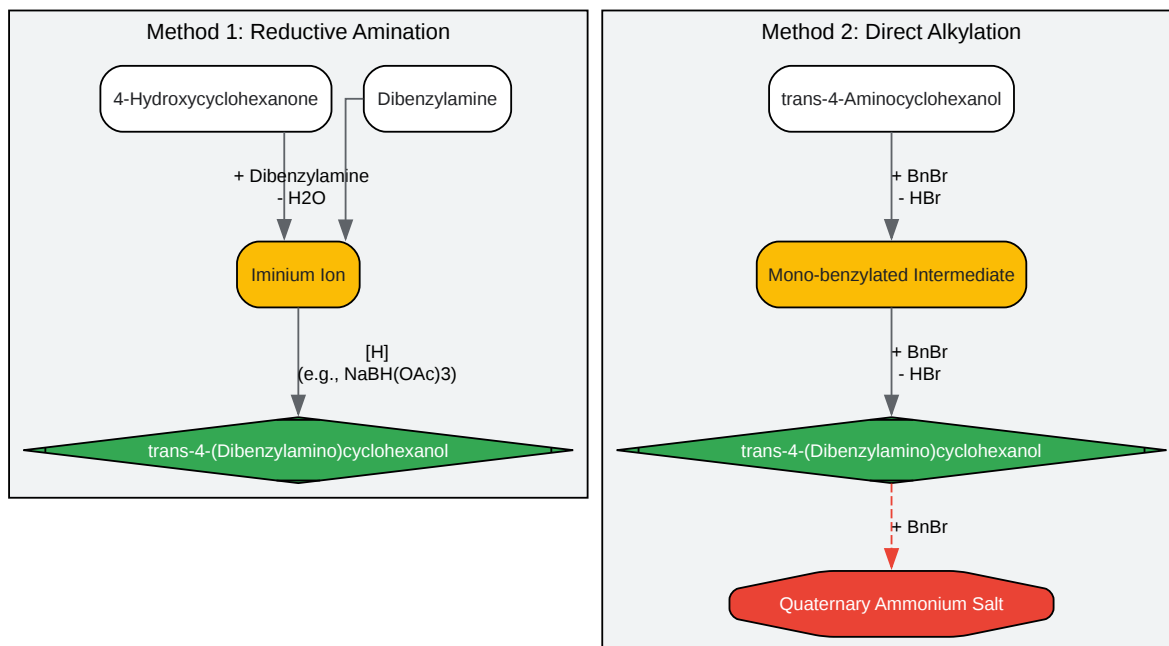 Method 1: Reductive Amination
4-Hydroxycyclohexanone
Dibenzylamine
+ Dibenzylamine
- H2O
Iminium Ion
[H]
(e.g., NaBH(OAc)3)
trans-4-(Dibenzylamino)cyclohexanol
Method 2: Direct Alkylation
trans-4-Aminocyclohexanol
+ BnBr
- HBr
Mono-benzylated Intermediate
+ BnBr
- HBr
trans-4-(Dibenzylamino)cyclohexanol
+ BnBr
Quaternary Ammonium Salt